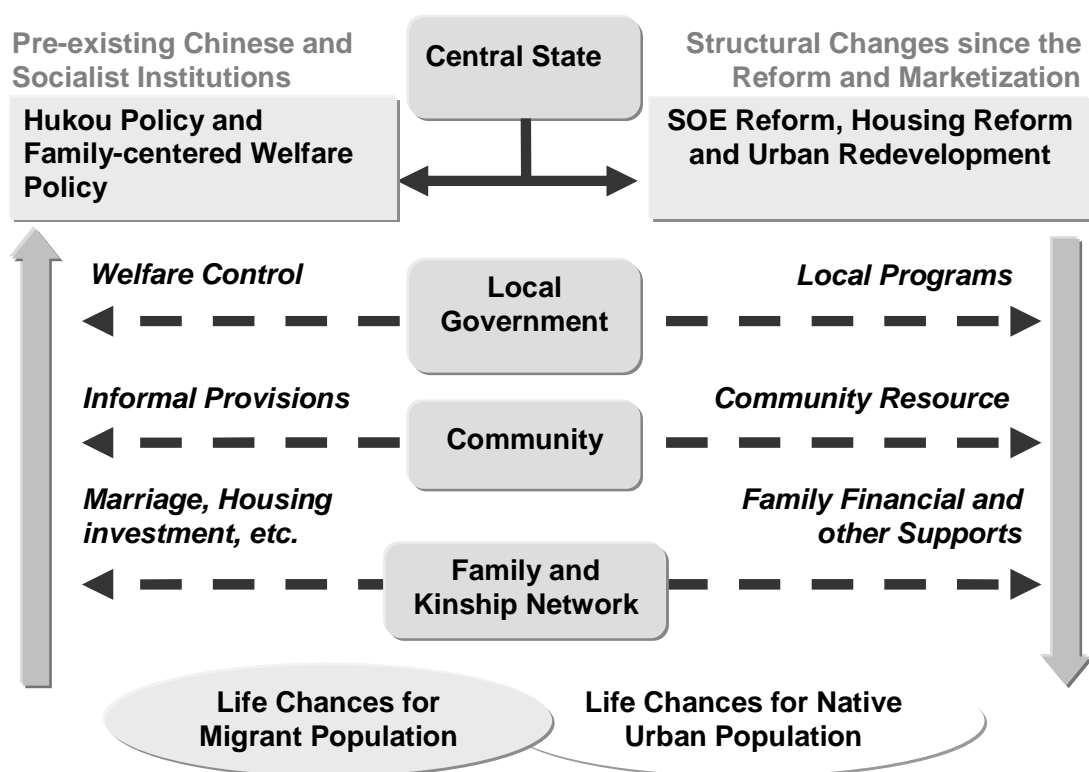 Pre-existing Chinese and
Socialist Institutions
Central State
Structural Changes since the
Reform and Marketization
Hukou Policy and
Family-centered Welfare
Policy
SOE Reform, Housing Reform
and Urban Redevelopment
Welfare Control
Local
Government
Local Programs
Informal Provisions
Community
Community Resource
Marriage, Housing
investment, etc.
Family Financial and
other Supports
Family and
Kinship Network
Life Chances for
Migrant Population
Life Chances for Native
Urban Population